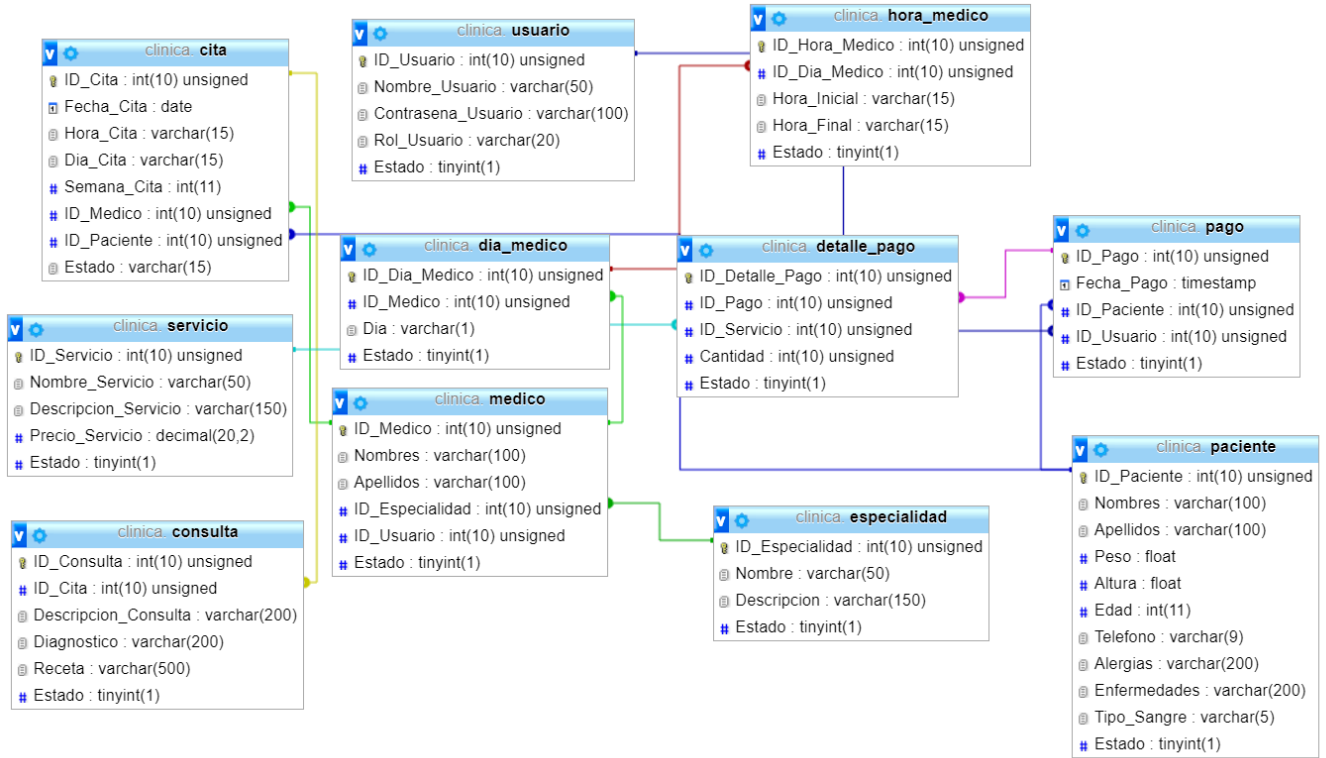 clinica. cita
ID_Cita : int(10) unsigned
Fecha_Cita : date
Hora_Cita : varchar(15)
Dia_Cita : varchar(15)
Semana_Cita : int(11)
ID_Medico : int(10) unsigned
ID_Paciente : int(10) unsigned
Estado : varchar(15)
clinica. usuario
ID_Usuario : int(10) unsigned
Nombre_Usuario : varchar(50)
Contrasena_Usuario : varchar(100)
Rol_Usuario : varchar(20)
Estado : tinyint(1)
clinica. hora_medico
ID_Hora_Medico : int(10) unsigned
ID_Dia_Medico : int(10) unsigned
Hora_Inicial : varchar(15)
Hora_Final : varchar(15)
Estado : tinyint(1)
clinica. dia_medico
ID_Dia_Medico : int(10) unsigned
ID_Medico : int(10) unsigned
Dia : varchar(1)
Estado : tinyint(1)
clinica. detalle_pago
ID_Detalle_Pago : int(10) unsigned
ID_Pago : int(10) unsigned
ID_Servicio : int(10) unsigned
Cantidad : int(10) unsigned
Estado : tinyint(1)
clinica. pago
ID_Pago : int(10) unsigned
Fecha_Pago : timestamp
ID_Paciente : int(10) unsigned
ID_Usuario : int(10) unsigned
Estado : tinyint(1)
clinica. servicio
ID_Servicio : int(10) unsigned
Nombre_Servicio : varchar(50)
Descripcion_Servicio : varchar(150)
Precio_Servicio : decimal(20,2)
Estado : tinyint(1)
clinica. medico
ID_Medico : int(10) unsigned
Nombres : varchar(100)
Apellidos : varchar(100)
ID_Especialidad : int(10) unsigned
ID_Usuario : int(10) unsigned
Estado : tinyint(1)
clinica. paciente
ID_Paciente : int(10) unsigned
Nombres : varchar(100)
Apellidos : varchar(100)
Peso : float
Altura : float
Edad : int(11)
Telefono : varchar(9)
Alergias : varchar(200)
Enfermedades : varchar(200)
Tipo_Sangre : varchar(5)
Estado : tinyint(1)
clinica. consulta
ID_Consulta : int(10) unsigned
ID_Cita : int(10) unsigned
Descripcion_Consulta : varchar(200)
Diagnostico : varchar(200)
Receta : varchar(500)
Estado : tinyint(1)
clinica. especialidad
ID_Especialidad : int(10) unsigned
Nombre : varchar(50)
Descripcion : varchar(150)
Estado : tinyint(1)